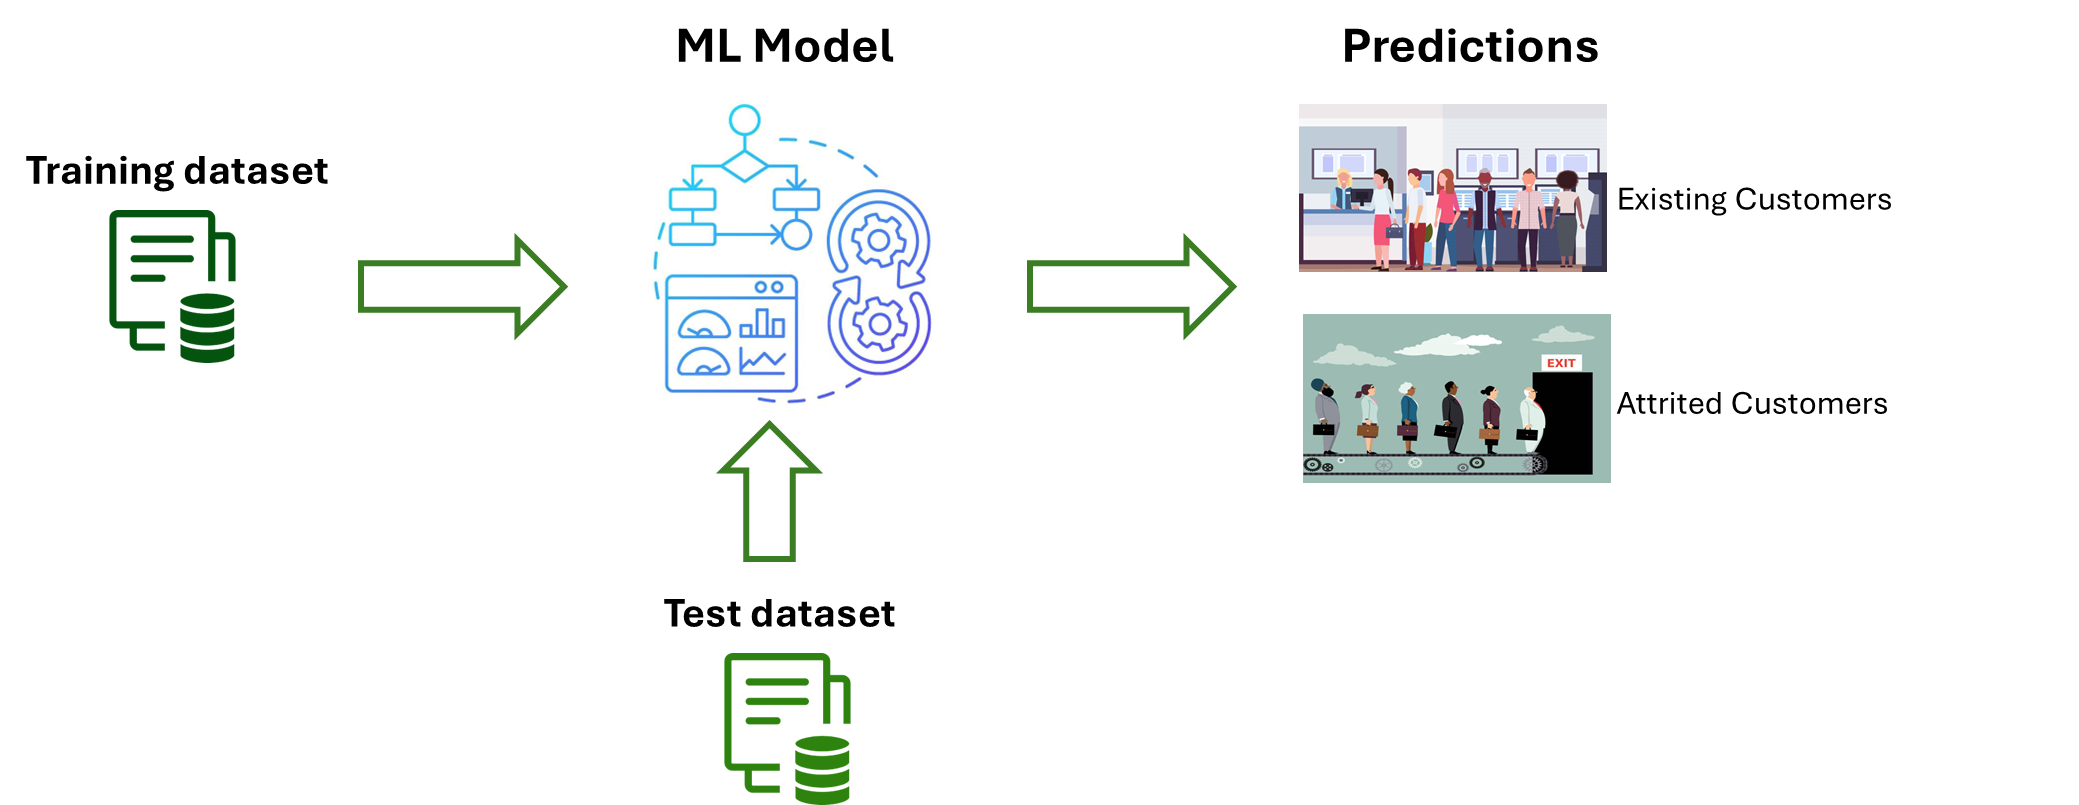 ML Model
Predictions
Training dataset
Existing Customers
EXIT
Attrited Customers
Test dataset